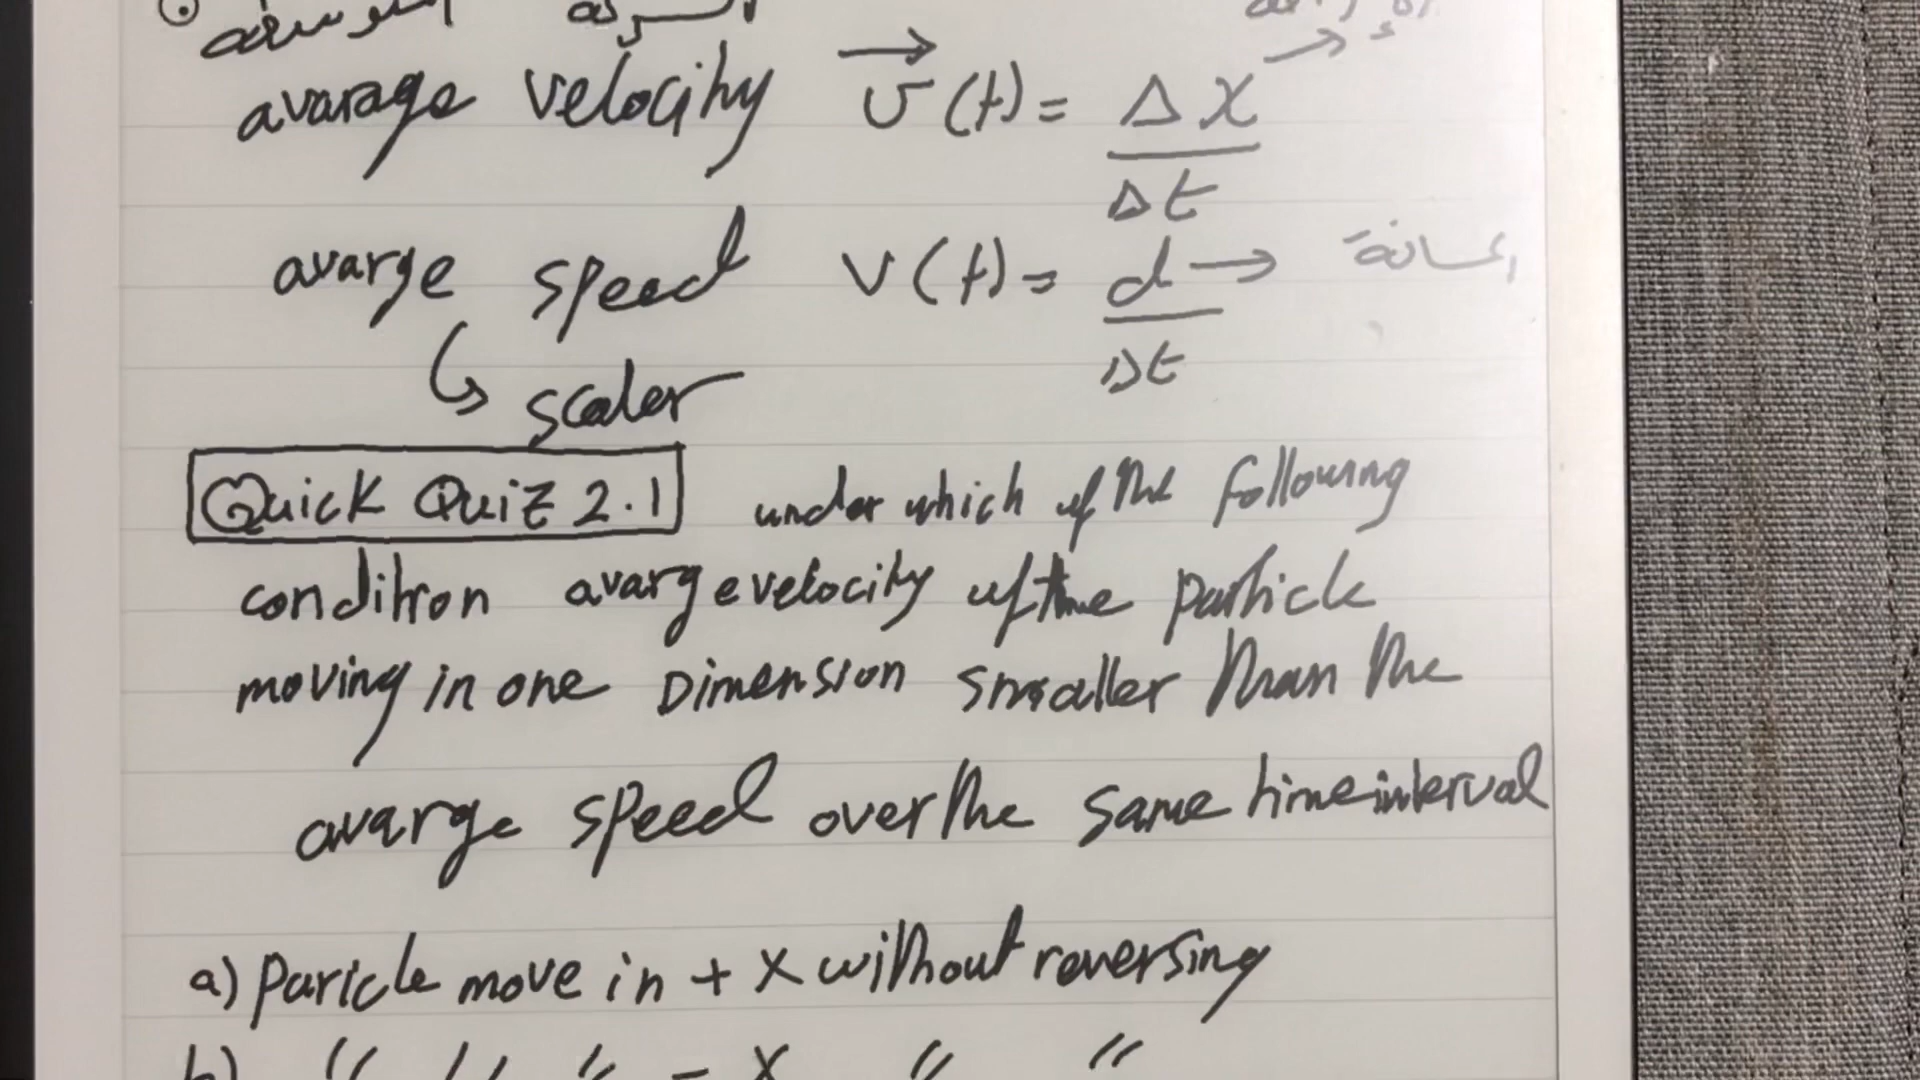 avarage velocity v(t) = Δx
Δt
avarge speed v(t) = d → مسافة
Δt
↳ scaler
Quick Quiz 2.1 under which of the following
condition avarge velocity of the particle
moving in one Dimension smaller than the
avarge speed over the same time interval
a) Paricle move in + x without reversing
b) " " " - x " "